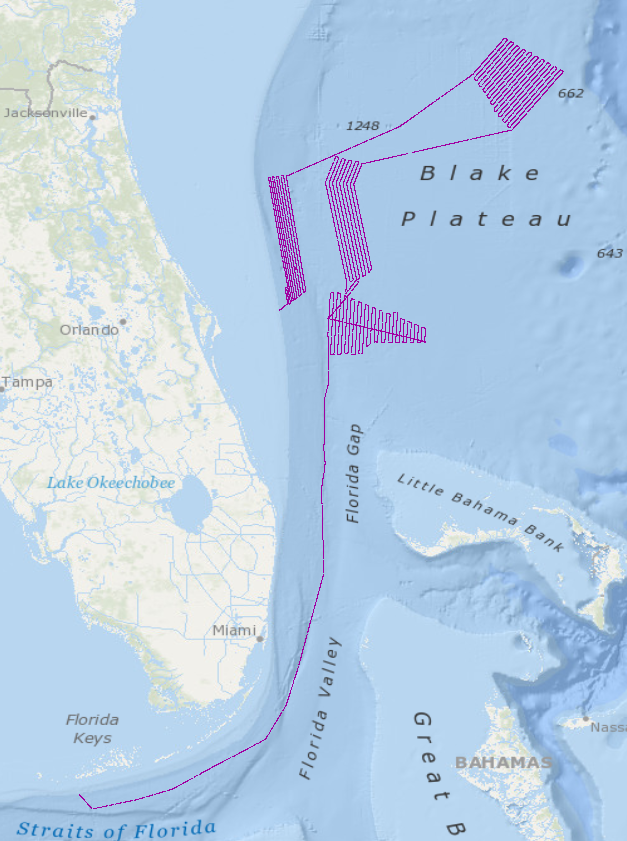 662
Jacksonville
1248
Blake
Plateau
643
Orlando
Tampa
Florida Gap
Little Bahama Bank
Lake Okeechobee
Miami
Florida Valley
Florida
Keys
Great B
Nassa
BAHAMAS
Straits of Florida